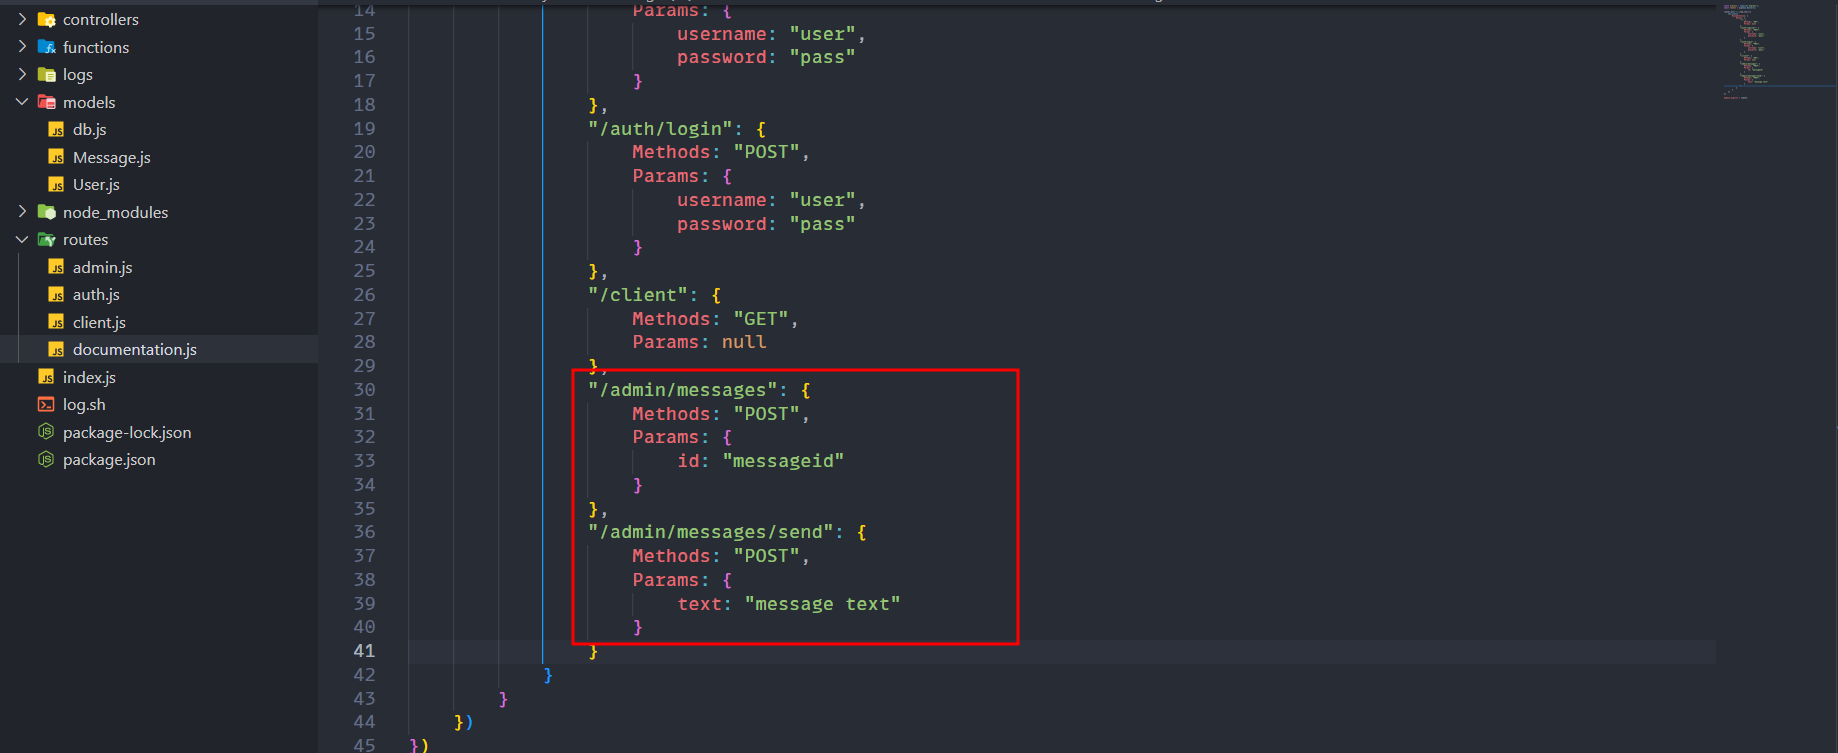 controllers
functions
logs
models
db.js
Message.js
User.js
node_modules
routes
admin.js
auth.js
client.js
documentation.js
index.js
log.sh
package-lock.json
package.json
14 Params: {
15 username: "user",
16 password: "pass"
17 }
18 },
19 "/auth/login": {
20 Methods: "POST",
21 Params: {
22 username: "user",
23 password: "pass"
24 }
25 },
26 "/client": {
27 Methods: "GET",
28 Params: null
29 },
30 "/admin/messages": {
31 Methods: "POST",
32 Params: {
33 id: "messageid"
34 }
35 },
36 "/admin/messages/send": {
37 Methods: "POST",
38 Params: {
39 text: "message text"
40 }
41 }
42 }
43 }
44 })
45 })